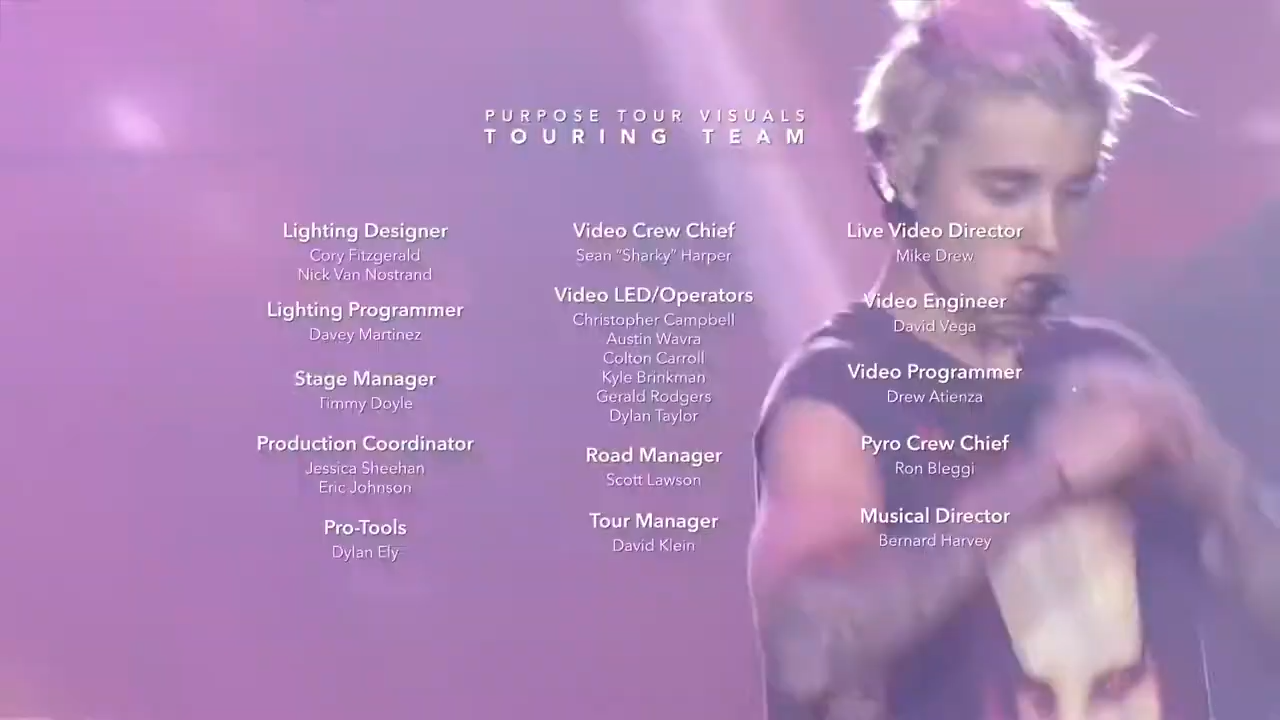 PURPOSE TOUR VISUALS
TOURING TEAM
Lighting Designer
Cory Fitzgerald
Nick Van Nostrand
Lighting Programmer
Davey Martinez
Stage Manager
Timmy Doyle
Production Coordinator
Jessica Sheehan
Eric Johnson
Pro-Tools
Dylan Ely
Video Crew Chief
Sean “Sharky” Harper
Video LED/Operators
Christopher Campbell
Austin Wavra
Colton Carroll
Kyle Brinkman
Gerald Rodgers
Dylan Taylor
Road Manager
Scott Lawson
Tour Manager
David Klein
Live Video Director
Mike Drew
Video Engineer
David Vega
Video Programmer
Drew Atienza
Pyro Crew Chief
Ron Bleggi
Musical Director
Bernard Harvey